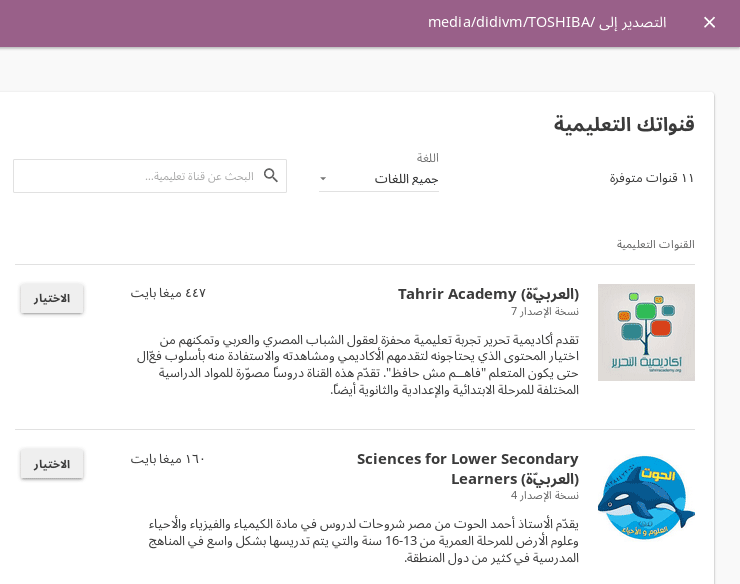 التصدير إلى /media/didivm/TOSHIBA
قنواتك التعليمية
١١ قنوات متوفرة
اللغة
جميع اللغات
البحث عن قناة تعليمية...
القنوات التعليمية
Tahrir Academy (العربيّة)
نسخة الإصدار 7
٤٤٧ ميغا بايت
الاختيار
تقدم أكاديمية تحرير تجربة تعليمية محفزة لعقول الشباب المصري والعربي وتمكنهم من
اختيار المحتوى الذي يحتاجونه لتقدمهم الأكاديمي ومشاهدته والاستفادة منه بأسلوب فعّال
حتى يكون المتعلم "فاهــم مش حافظ". تقدّم هذه القناة دروسًا مصوّرة للمواد الدراسية
المختلفة للمرحلة الابتدائية والإعدادية والثانوية أيضًا.
أكاديمية التحرير
tahriracademy.org
Sciences for Lower Secondary
Learners (العربيّة)
نسخة الإصدار 4
١٦٠ ميغا بايت
الاختيار
يقدّم الأستاذ أحمد الحوت من مصر شروحات لدروس في مادة الكيمياء والفيزياء والأحياء
وعلوم الأرض للمرحلة العمرية من 13-16 سنة والتي يتم تدريسها بشكل واسع في المناهج
المدرسية في كثير من دول المنطقة.
الحوت
العلوم و الأحياء